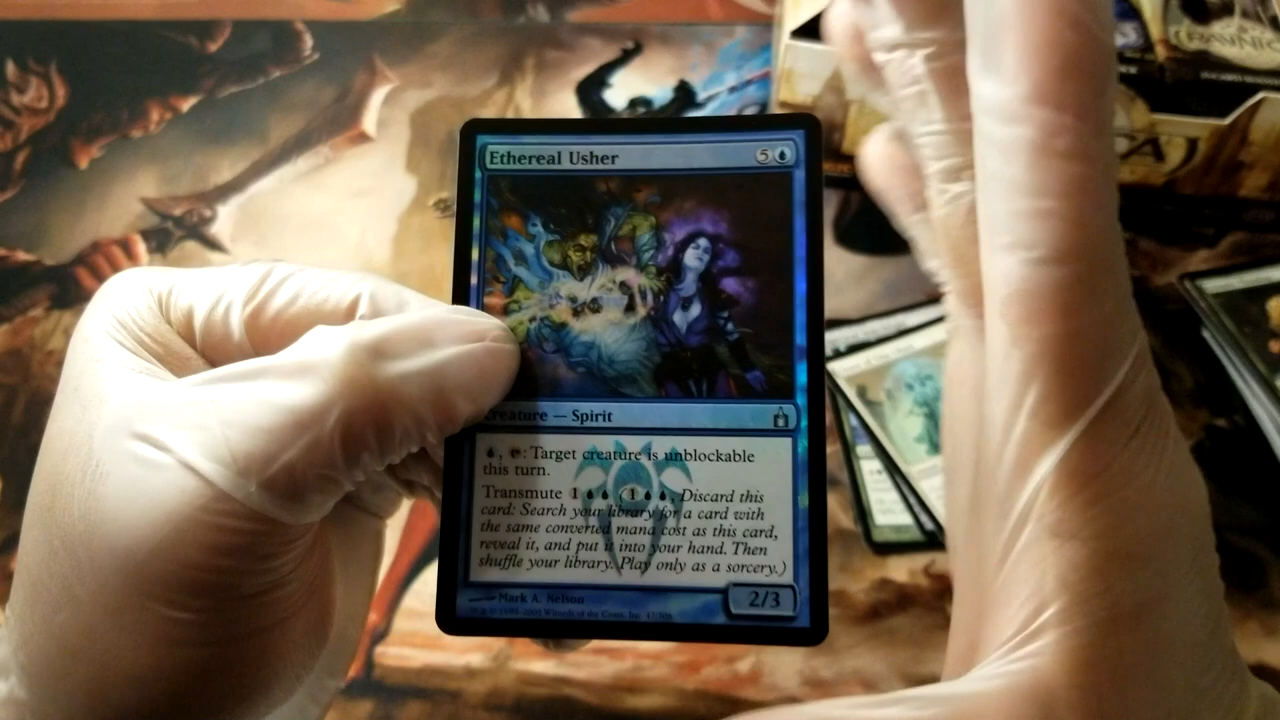 Ethereal Usher 5
Creature — Spirit
, : Target creature is unblockable
this turn.
Transmute 1 (1 , Discard this
card: Search your library for a card with
the same converted mana cost as this card,
reveal it, and put it into your hand. Then
shuffle your library. Play only as a sorcery.)
Mark A. Nelson
2/3